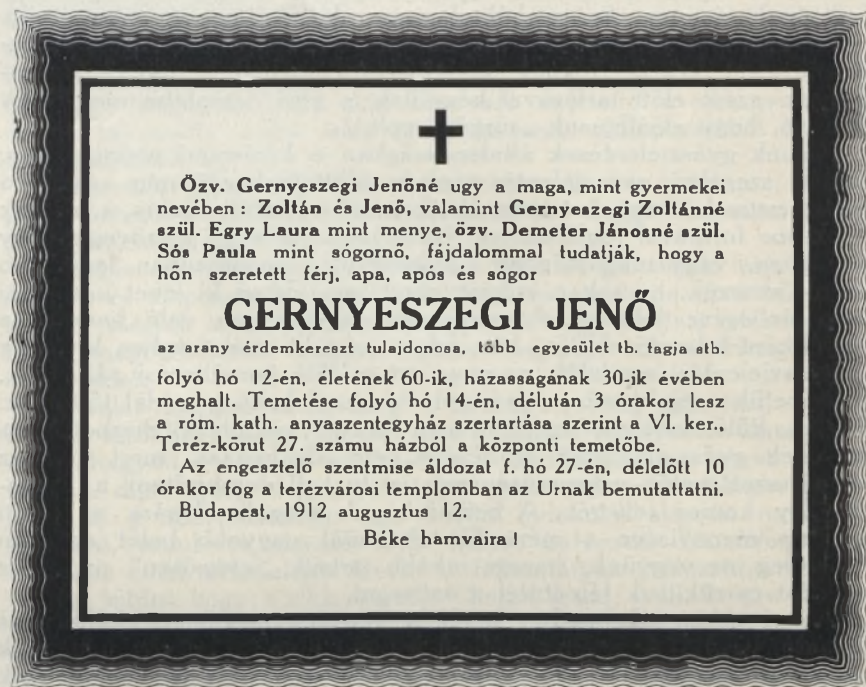 Özv. Gernyeszegi Jenőné ugy a maga, mint gyermekei
nevében : Zoltán és Jenő, valamint Gernyeszegi Zoltánné
szül. Egry Laura mint menye, özv. Demeter Jánosné szül.
Sós Paula mint sógornő, fájdalommal tudatják, hogy a
hőn szeretett férj, apa, após és sógor
GERNYESZEGI JENŐ
az arany érdemkereszt tulajdonosa, több egyesület tb. tagja stb.
folyó hó 12-én, életének 60-ik, házasságának 30-ik évében
meghalt. Temetése folyó hó 14-én, délután 3 órakor lesz
a róm. kath. anyaszentegyház szertartása szerint a VI. ker.,
Teréz-körut 27. számu házból a központi temetőbe.
Az engesztelő szentmise áldozat f. hó 27-én, délelőtt 10
órakor fog a terézvárosi templomban az Urnak bemutattatni.
Budapest, 1912 augusztus 12.
Béke hamvaira !